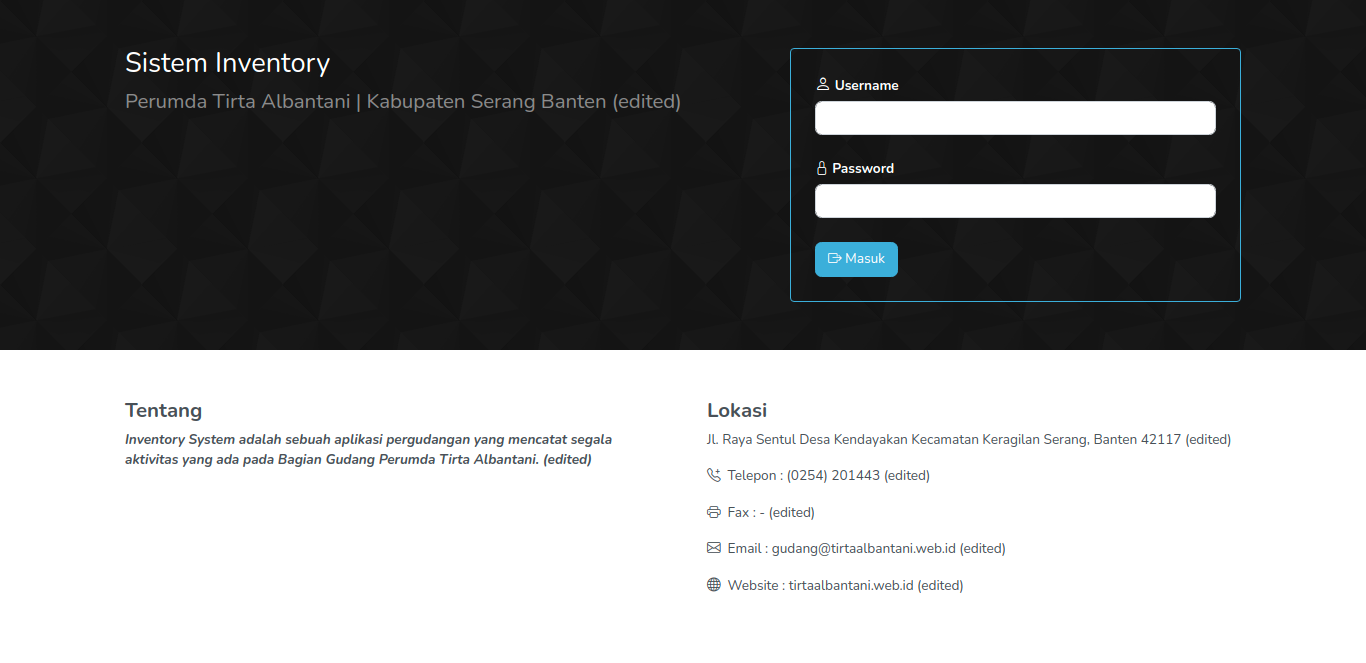 Sistem Inventory
Perumda Tirta Albantani | Kabupaten Serang Banten (edited)
Username
Password
Masuk
Tentang
Inventory System adalah sebuah aplikasi pergudangan yang mencatat segala
aktivitas yang ada pada Bagian Gudang Perumda Tirta Albantani. (edited)
Lokasi
Jl. Raya Sentul Desa Kendayakan Kecamatan Keragilan Serang, Banten 42117 (edited)
Telepon : (0254) 201443 (edited)
Fax : - (edited)
Email : gudang@tirtaalbantani.web.id (edited)
Website : tirtaalbantani.web.id (edited)